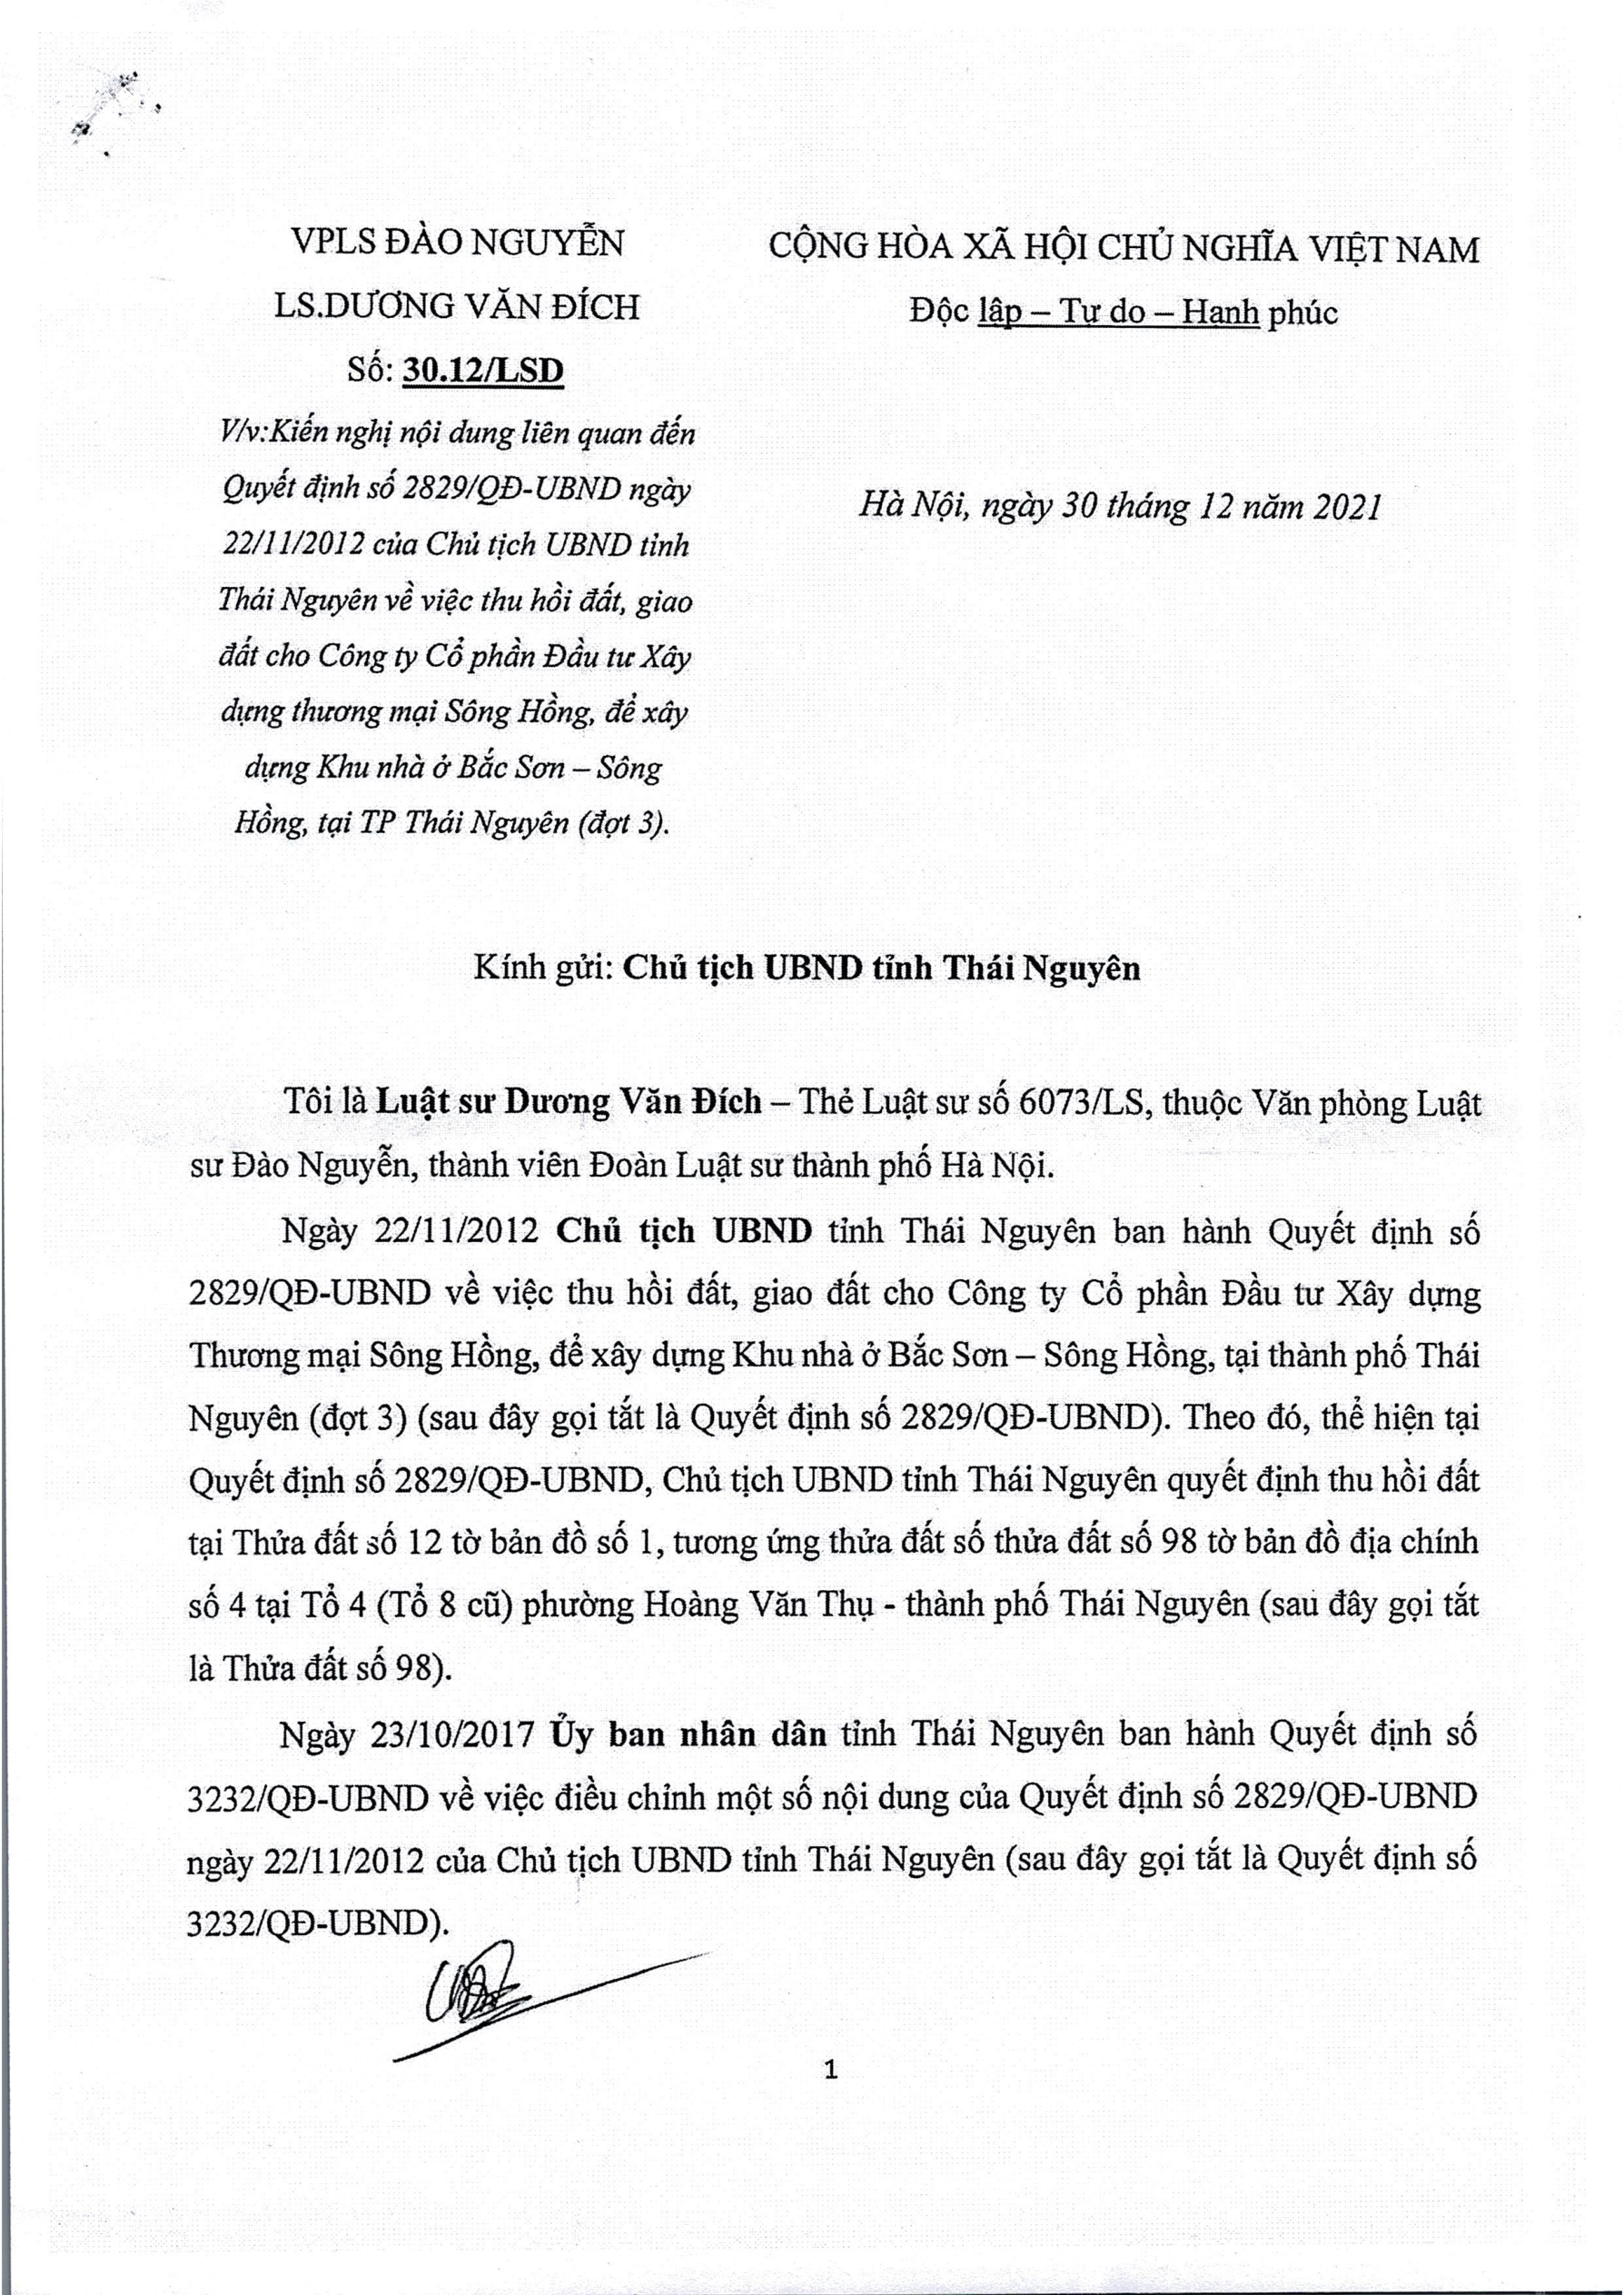 VPLS ĐÀO NGUYỄN
LS.DƯƠNG VĂN ĐÍCH
Số: 30.12/LSD
V/v:Kiến nghị nội dung liên quan đến
Quyết định số 2829/QĐ-UBND ngày
22/11/2012 của Chủ tịch UBND tỉnh
Thái Nguyên về việc thu hồi đất, giao
đất cho Công ty Cổ phần Đầu tư Xây
dựng thương mại Sông Hồng, để xây
dựng Khu nhà ở Bắc Sơn – Sông
Hồng, tại TP Thái Nguyên (đợt 3).
CỘNG HÒA XÃ HỘI CHỦ NGHĨA VIỆT NAM
Độc lập – Tự do – Hạnh phúc
Hà Nội, ngày 30 tháng 12 năm 2021
Kính gửi: Chủ tịch UBND tỉnh Thái Nguyên
Tôi là Luật sư Dương Văn Đích – Thẻ Luật sư số 6073/LS, thuộc Văn phòng Luật
sư Đào Nguyễn, thành viên Đoàn Luật sư thành phố Hà Nội.
Ngày 22/11/2012 Chủ tịch UBND tỉnh Thái Nguyên ban hành Quyết định số
2829/QĐ-UBND về việc thu hồi đất, giao đất cho Công ty Cổ phần Đầu tư Xây dựng
Thương mại Sông Hồng, để xây dựng Khu nhà ở Bắc Sơn – Sông Hồng, tại thành phố Thái
Nguyên (đợt 3) (sau đây gọi tắt là Quyết định số 2829/QĐ-UBND). Theo đó, thể hiện tại
Quyết định số 2829/QĐ-UBND, Chủ tịch UBND tỉnh Thái Nguyên quyết định thu hồi đất
tại Thửa đất số 12 tờ bản đồ số 1, tương ứng thửa đất số thửa đất số 98 tờ bản đồ địa chính
số 4 tại Tổ 4 (Tổ 8 cũ) phường Hoàng Văn Thụ - thành phố Thái Nguyên (sau đây gọi tắt
là Thửa đất số 98).
Ngày 23/10/2017 Ủy ban nhân dân tỉnh Thái Nguyên ban hành Quyết định số
3232/QĐ-UBND về việc điều chỉnh một số nội dung của Quyết định số 2829/QĐ-UBND
ngày 22/11/2012 của Chủ tịch UBND tỉnh Thái Nguyên (sau đây gọi tắt là Quyết định số
3232/QĐ-UBND).
1